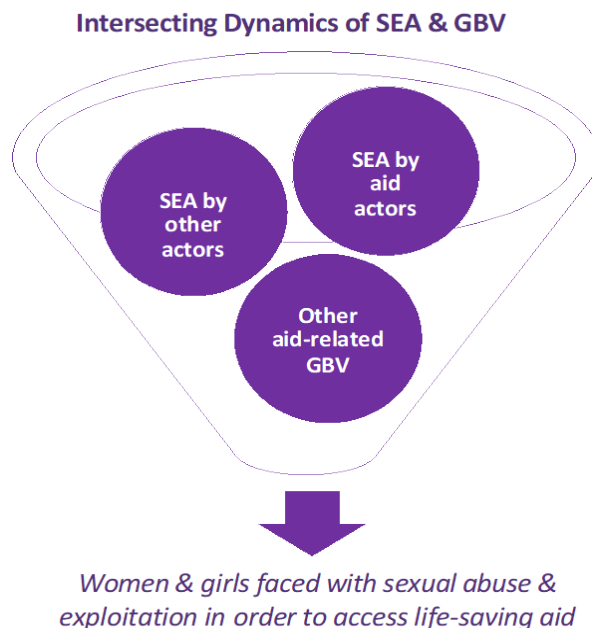 Intersecting Dynamics of SEA & GBV
SEA by
other
actors
SEA by
aid
actors
Other
aid-related
GBV
Women & girls faced with sexual abuse &
exploitation in order to access life-saving aid